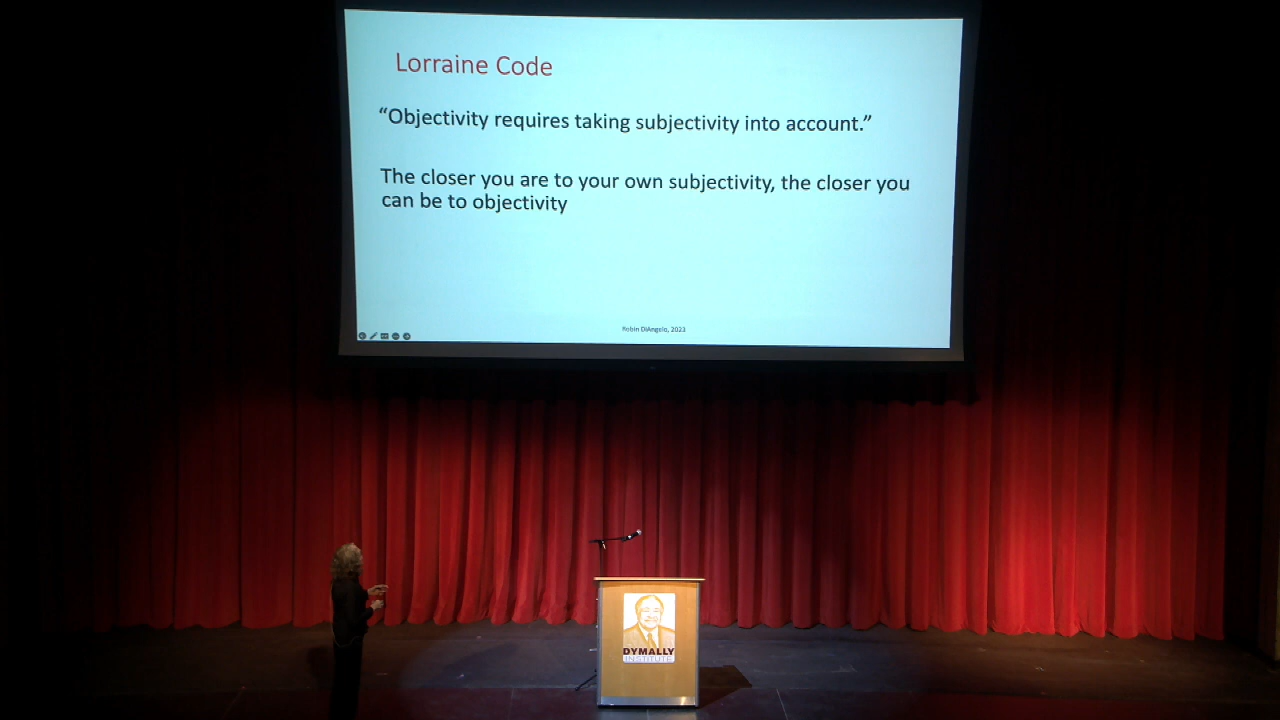 Lorraine Code
“Objectivity requires taking subjectivity into account.”
The closer you are to your own subjectivity, the closer you
can be to objectivity
Robin DiAngelo, 2023
DYMALLY
INSTITUTE